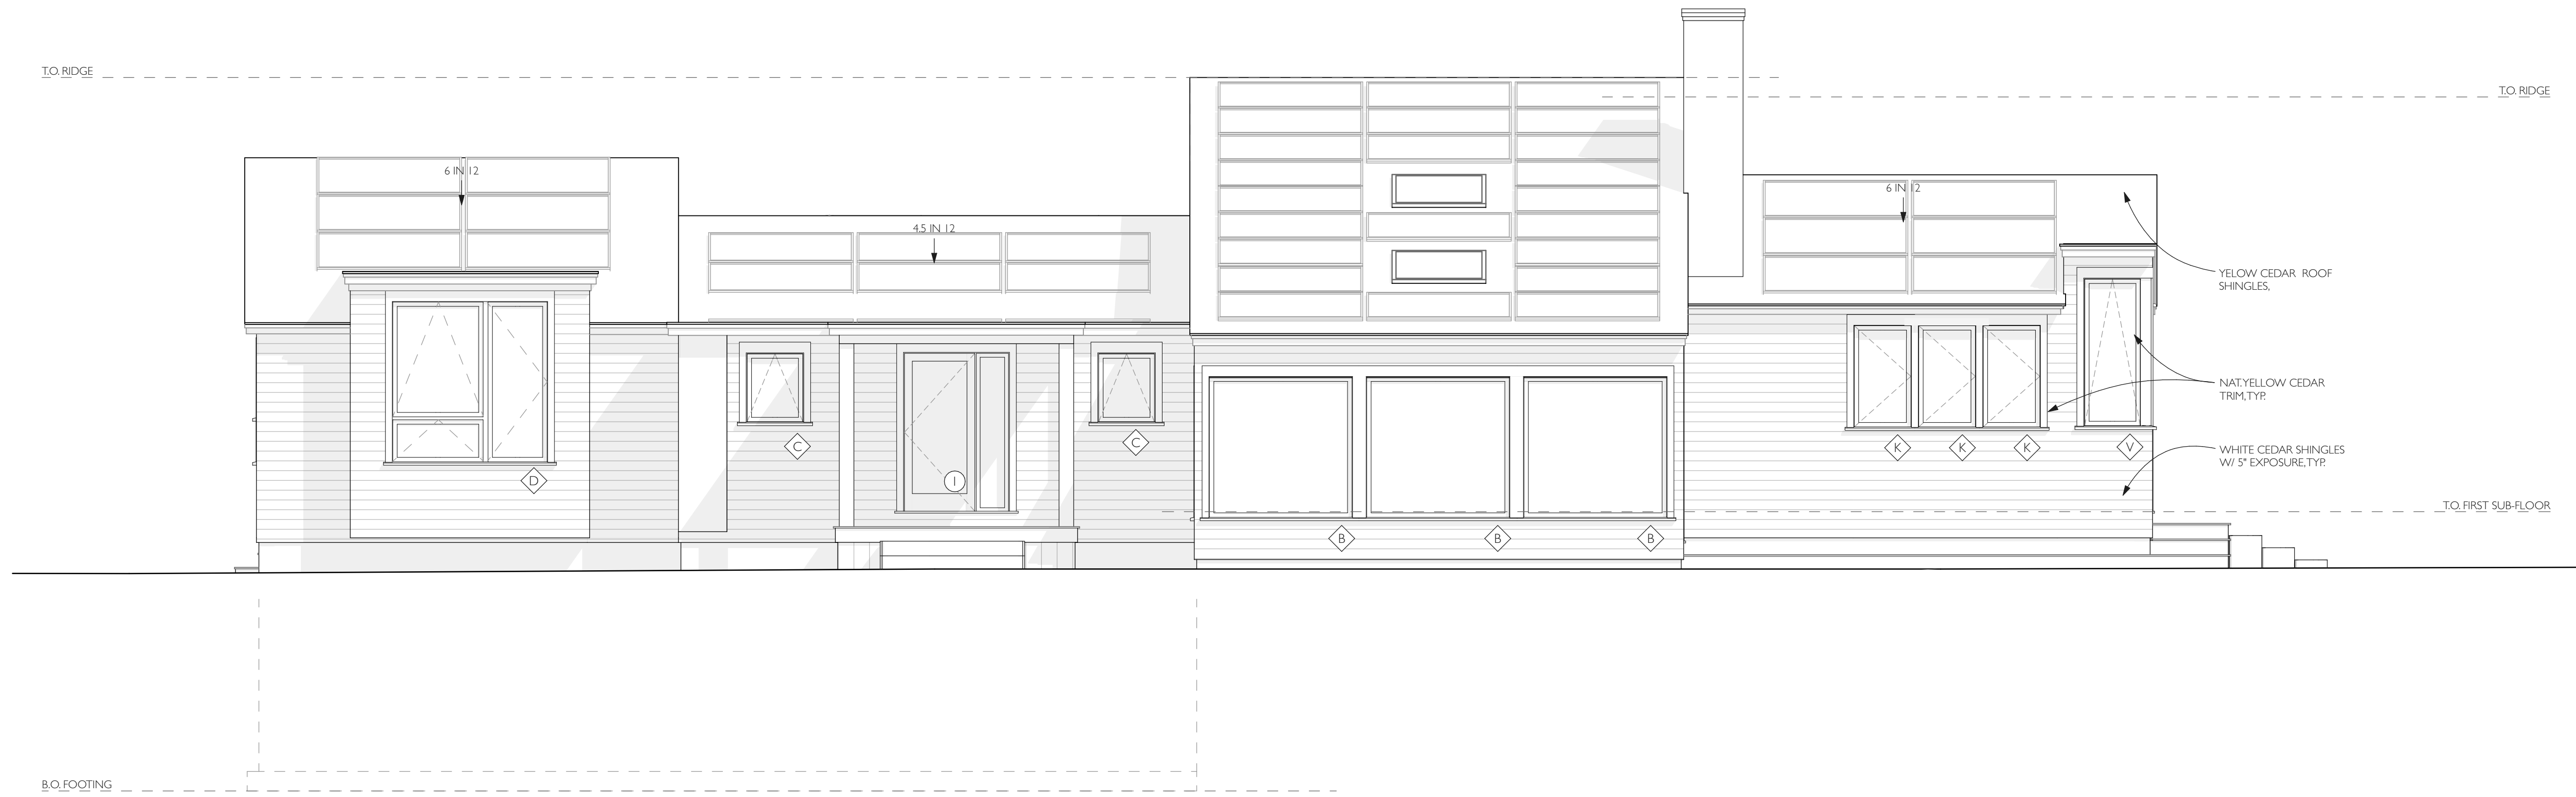 T.O. RIDGE
T.O. RIDGE
6 IN 12
6 IN 12
4.5 IN 12
YELOW CEDAR ROOF
SHINGLES,
NAT.YELLOW CEDAR
TRIM,TYP.
C
C
K
K
K
V
WHITE CEDAR SHINGLES
W/ 5" EXPOSURE,TYP.
D
I
T.O. FIRST SUB-FLOOR
B
B
B
B.O. FOOTING